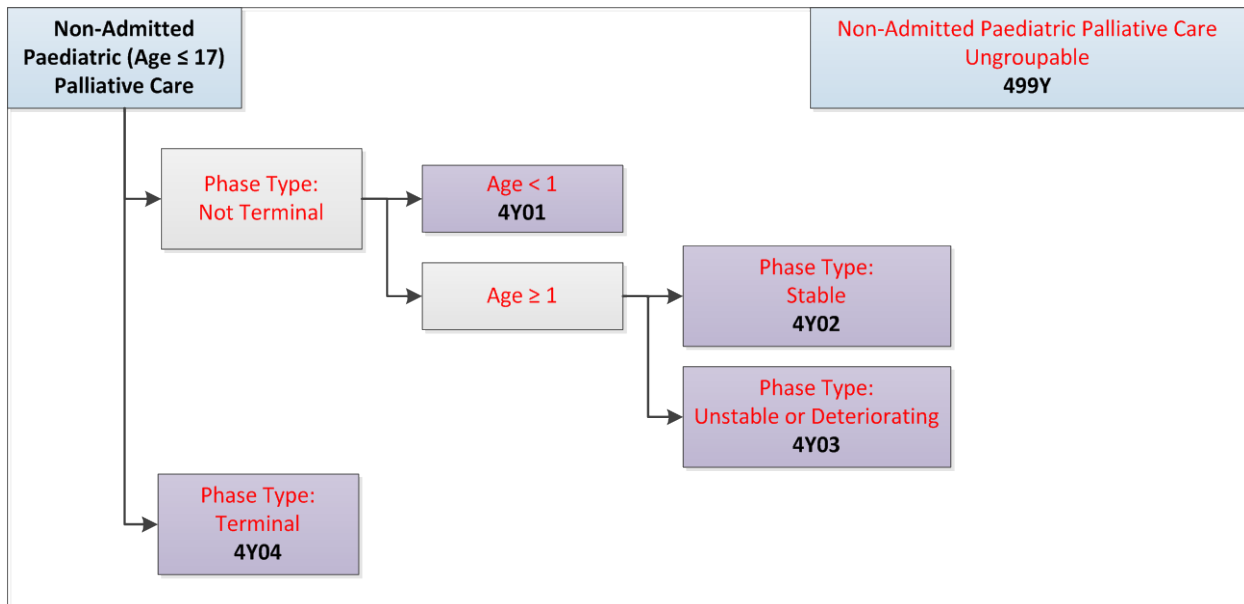 Non-Admitted
Paediatric (Age ≤ 17)
Palliative Care
Non-Admitted Paediatric Palliative Care
Ungroupable
499Y
Phase Type:
Not Terminal
Age < 1
4Y01
Age ≥ 1
Phase Type:
Stable
4Y02
Phase Type:
Unstable or Deteriorating
4Y03
Phase Type:
Terminal
4Y04